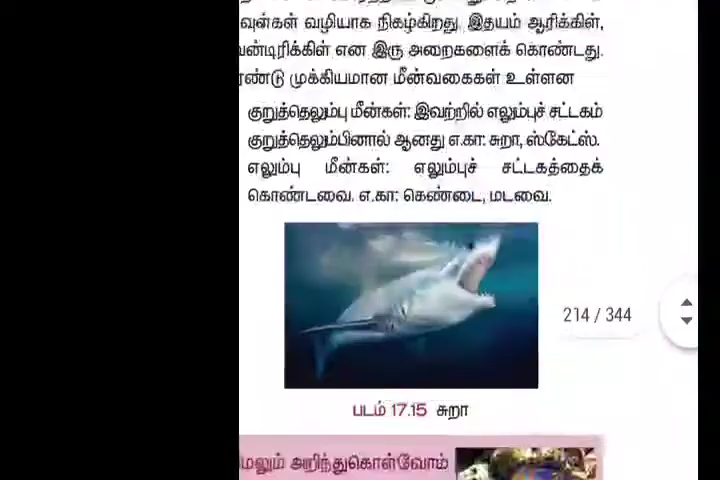 வுள்கள் வழியாக நிகழ்கிறது. இதயம் ஆரிக்கிள்,
வென்டிரிக்கிள் என இரு அறைகளைக் கொண்டது.
ரண்டு முக்கியமான மீன்வகைகள் உள்ளன
குறுத்தெலும்பு மீன்கள்: இவற்றில் எலும்புச் சட்டகம்
குறுத்தெலும்பினால் ஆனது எ.கா: சுறா, ஸ்கேட்ஸ்.
எலும்பு மீன்கள்: எலும்புச் சட்டகத்தைக்
கொண்டவை. எ.கா: கெண்டை, மடவை.
214 / 344
படம் 17.15 சுறா
மேலும் அறிந்துகொள்வோம்